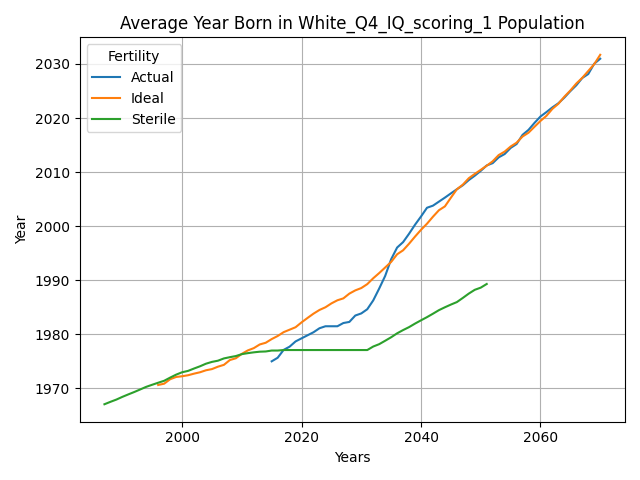 Average Year Born in White_Q4_IQ_scoring_1 Population
Fertility
Actual
Ideal
Sterile
Year
2030
2020
2010
2000
1990
1980
1970
2000
2020
2040
2060
Years